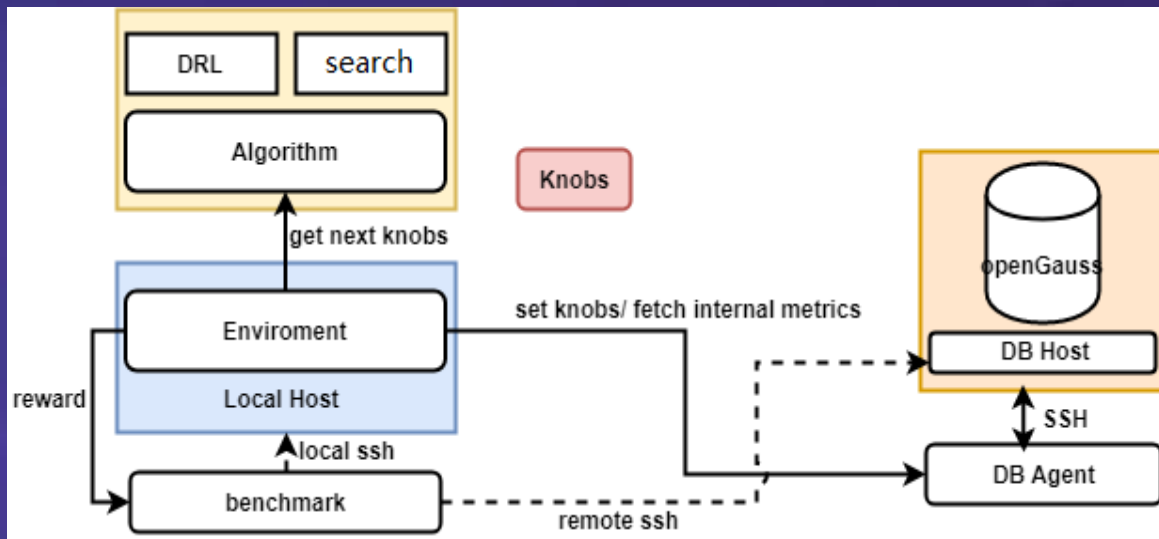 DRL
search
Algorithm
Knobs
get next knobs
openGauss
Enviroment
set knobs/ fetch internal metrics
DB Host
reward
Local Host
SSH
local ssh
DB Agent
benchmark
remote ssh